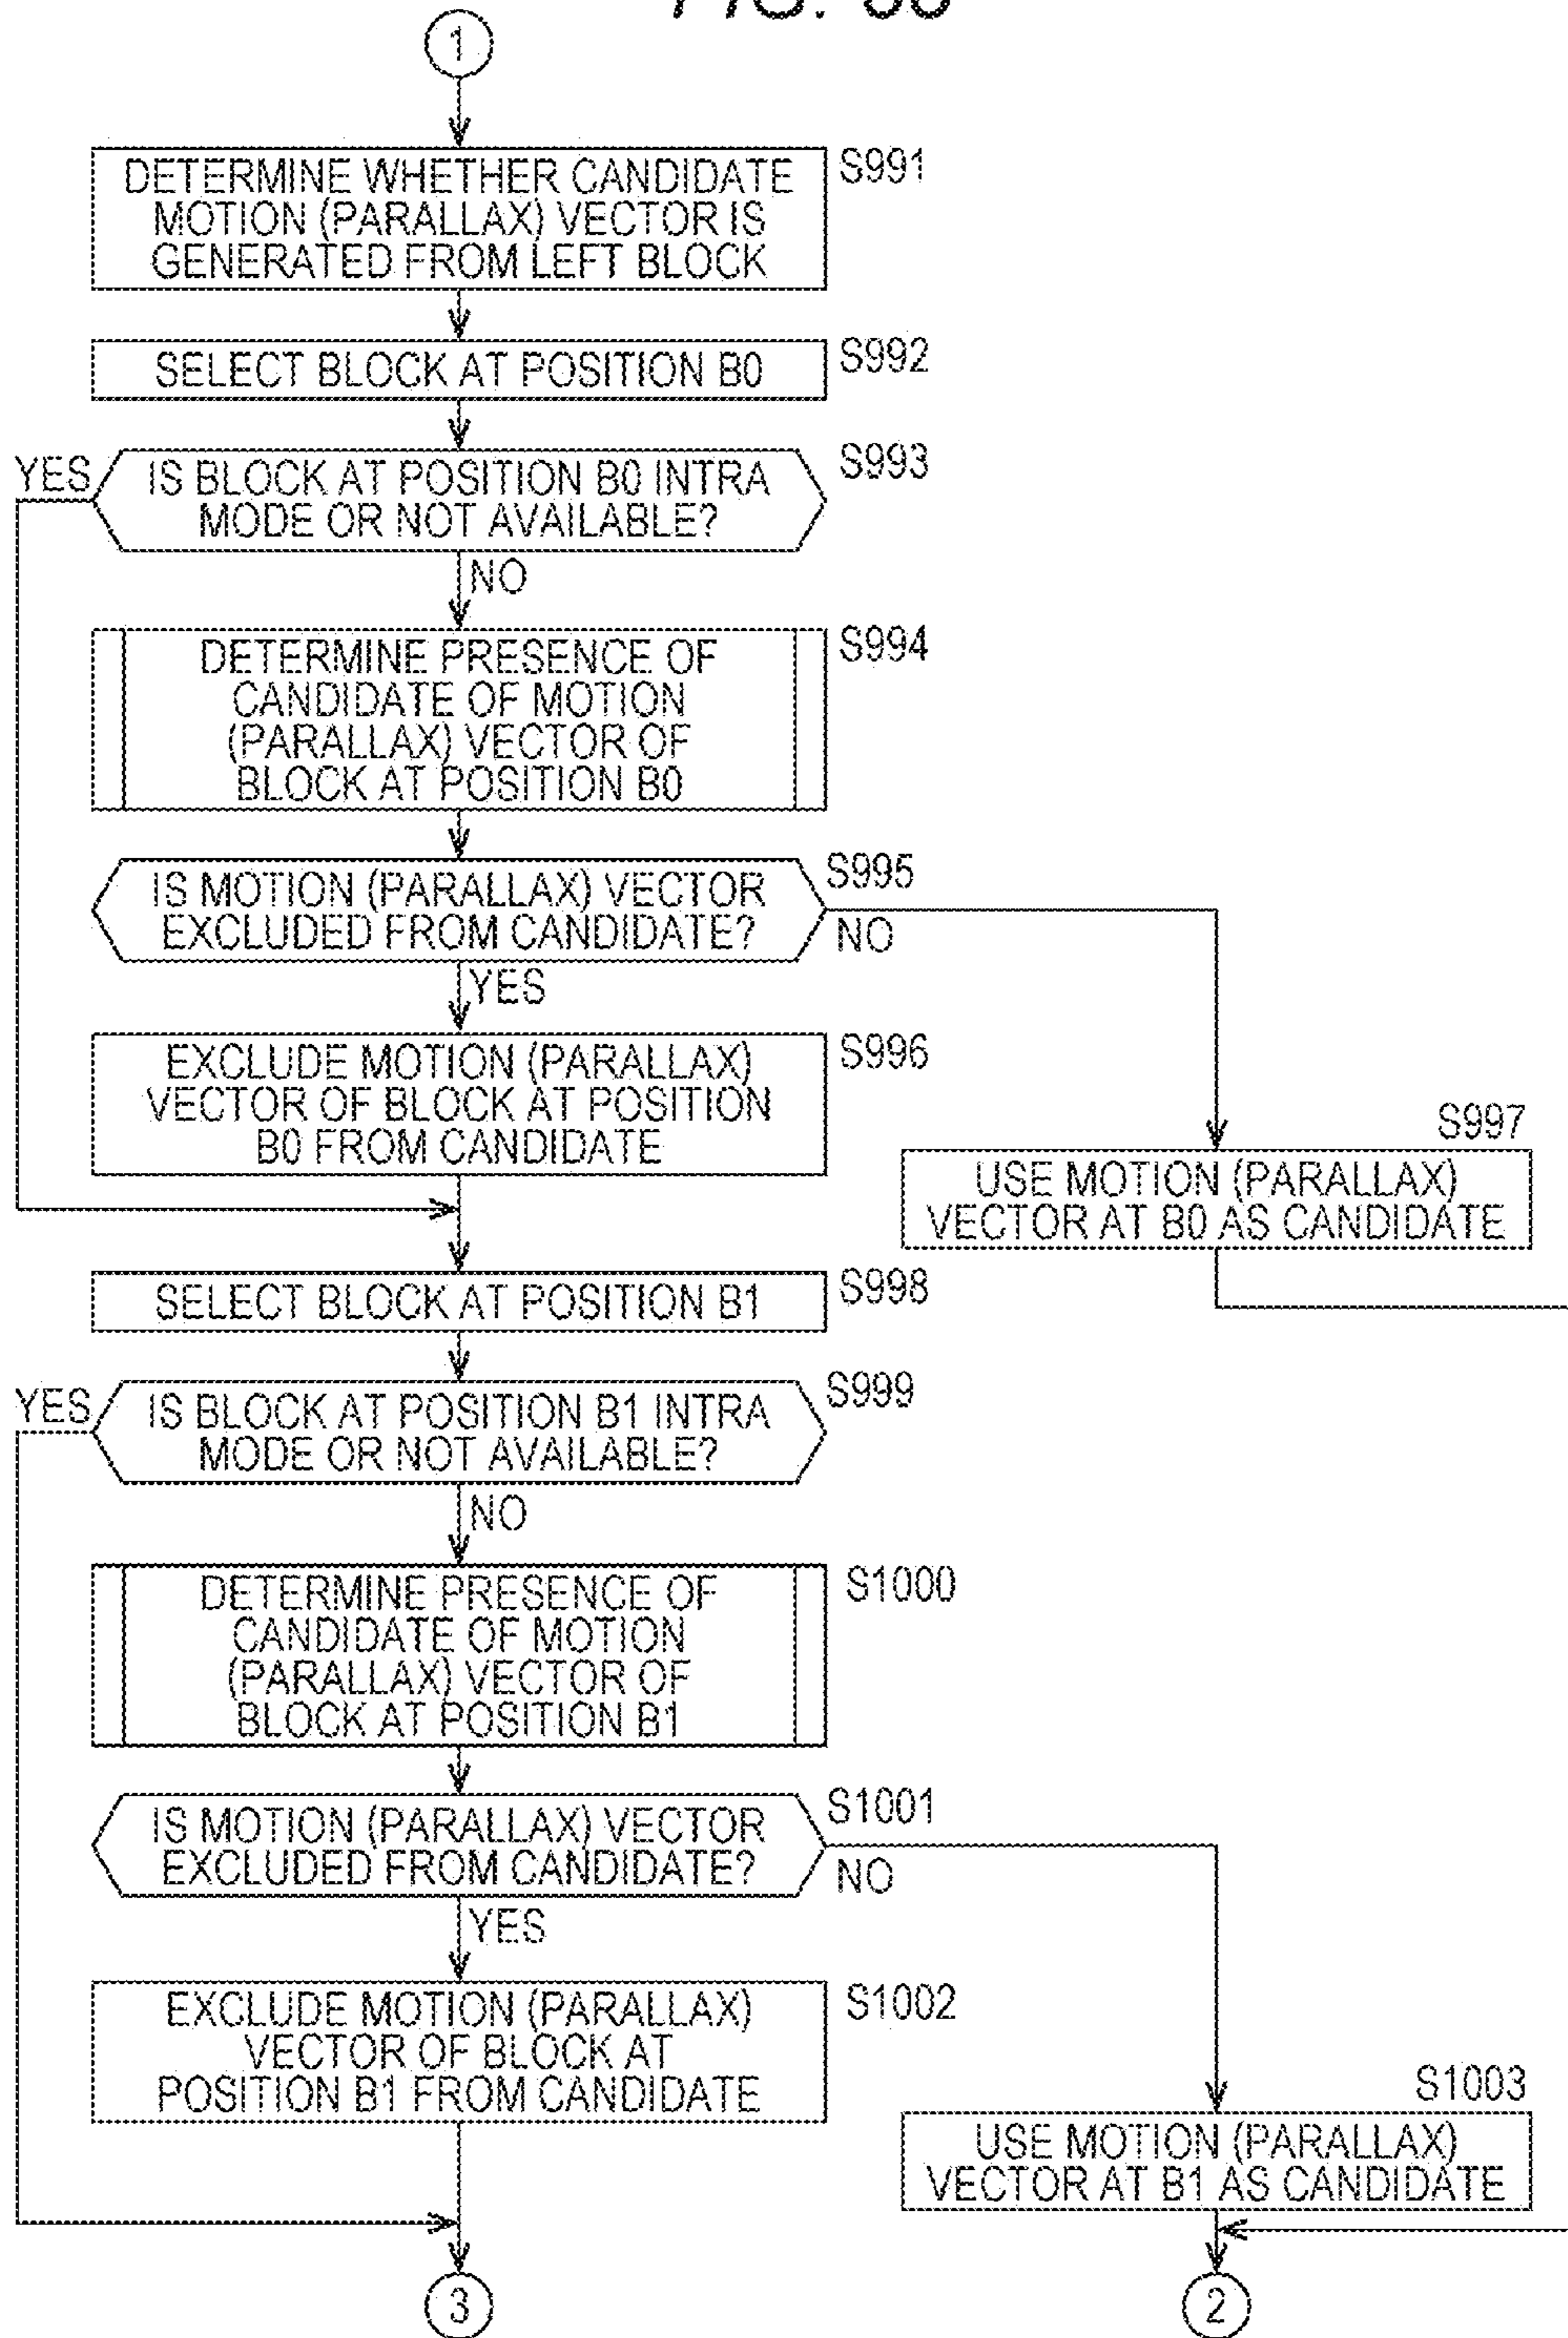 1
DETERMINE WHETHER CANDIDATE
MOTION (PARALLAX) VECTOR IS
GENERATED FROM LEFT BLOCK
S991
SELECT BLOCK AT POSITION B0
S992
YES
IS BLOCK AT POSITION B0 INTRA
MODE OR NOT AVAILABLE?
S993
NO
DETERMINE PRESENCE OF
CANDIDATE OF MOTION
(PARALLAX) VECTOR OF
BLOCK AT POSITION B0
S994
IS MOTION (PARALLAX) VECTOR
EXCLUDED FROM CANDIDATE?
S995
NO
YES
EXCLUDE MOTION (PARALLAX)
VECTOR OF BLOCK AT POSITION
B0 FROM CANDIDATE
S996
S997
USE MOTION (PARALLAX)
VECTOR AT B0 AS CANDIDATE
SELECT BLOCK AT POSITION B1
S998
YES
IS BLOCK AT POSITION B1 INTRA
MODE OR NOT AVAILABLE?
S999
NO
DETERMINE PRESENCE OF
CANDIDATE OF MOTION
(PARALLAX) VECTOR OF
BLOCK AT POSITION B1
S1000
IS MOTION (PARALLAX) VECTOR
EXCLUDED FROM CANDIDATE?
S1001
NO
YES
EXCLUDE MOTION (PARALLAX)
VECTOR OF BLOCK AT
POSITION B1 FROM CANDIDATE
S1002
S1003
USE MOTION (PARALLAX)
VECTOR AT B1 AS CANDIDATE
3
2